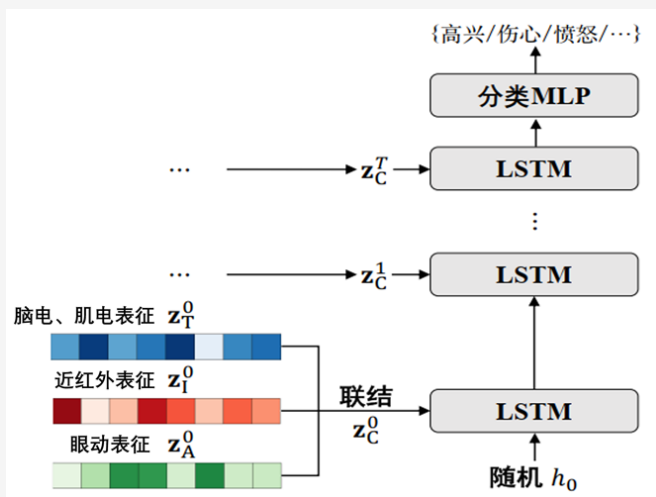 {高兴/伤心/愤怒/…}
分类MLP
… z_C^T LSTM
⋮
… z_C^1 LSTM
脑电、肌电表征 z_T^0
近红外表征 z_I^0
联结
z_C^0
LSTM
眼动表征 z_A^0
随机 h_0